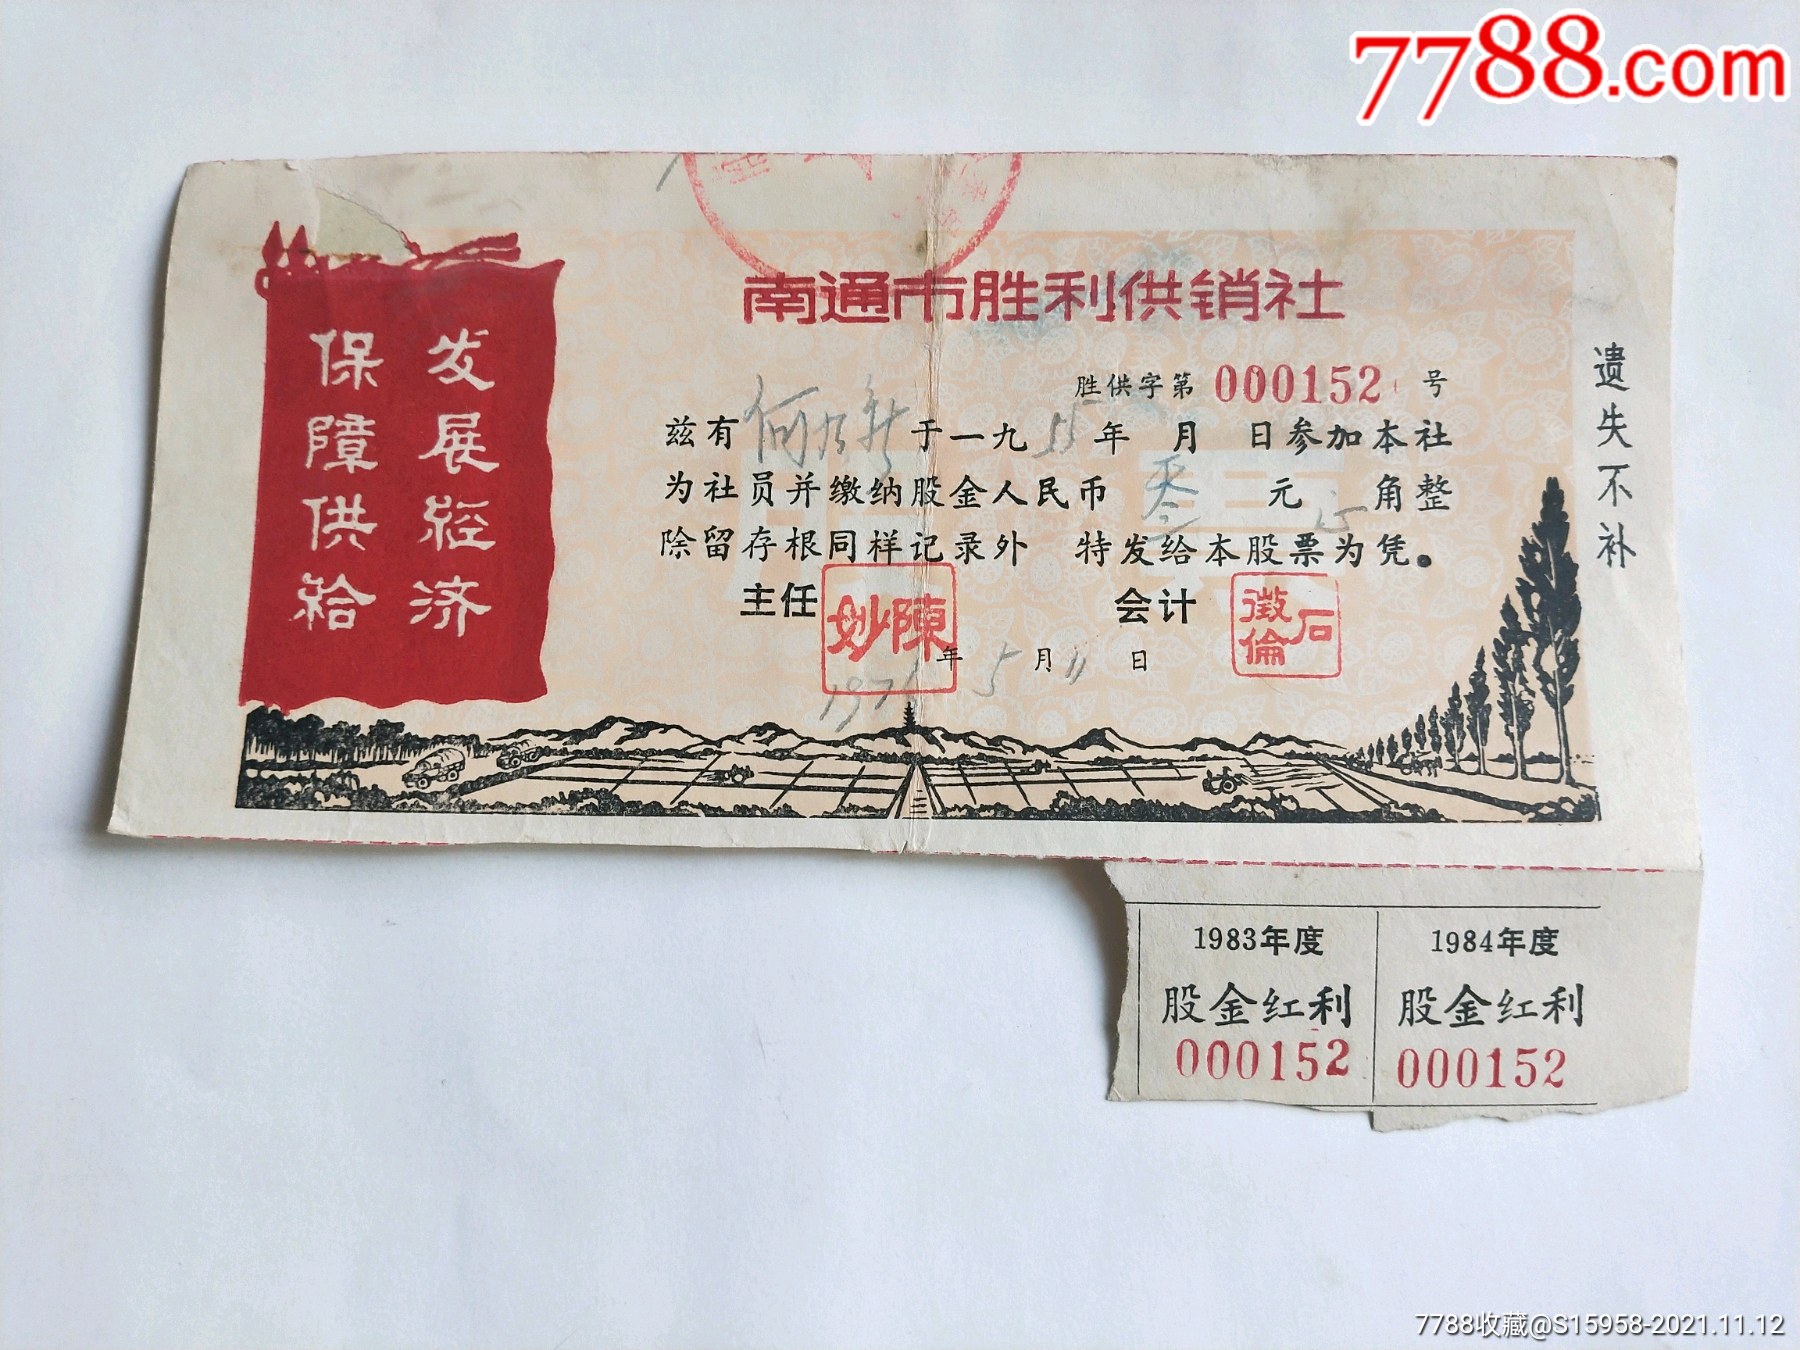 7788.com
南通市胜利供销社
发展经济
保障供给
胜供字第 000152 号
兹有 何 于一九55年 月 日参加本社
为社员并缴纳股金人民币 叁 元 角整
除留存根同样记录外 特发给本股票为凭。
主任 陳妙 会计 石徵倫
年 5 月 11 日
遗失不补
1983年度
股金红利
000152
1984年度
股金红利
000152
7788收藏@S15958-2021.11.12